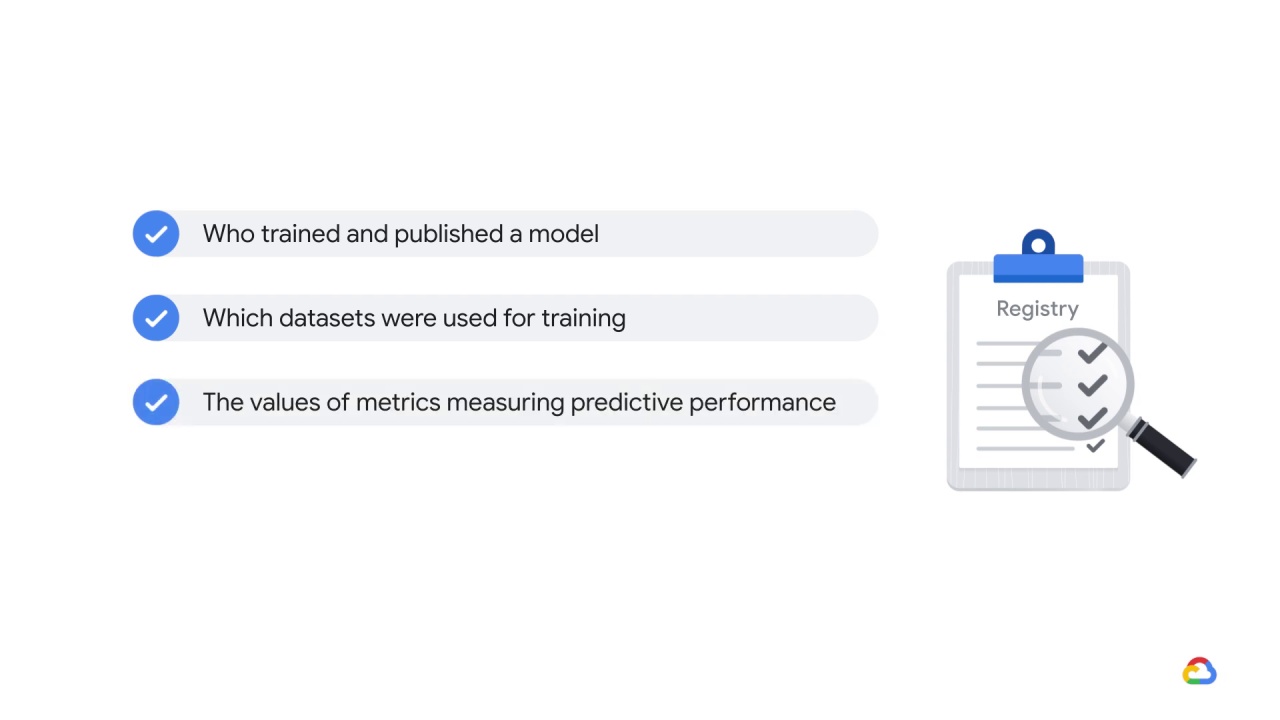 Who trained and published a model
Which datasets were used for training
The values of metrics measuring predictive performance
Registry